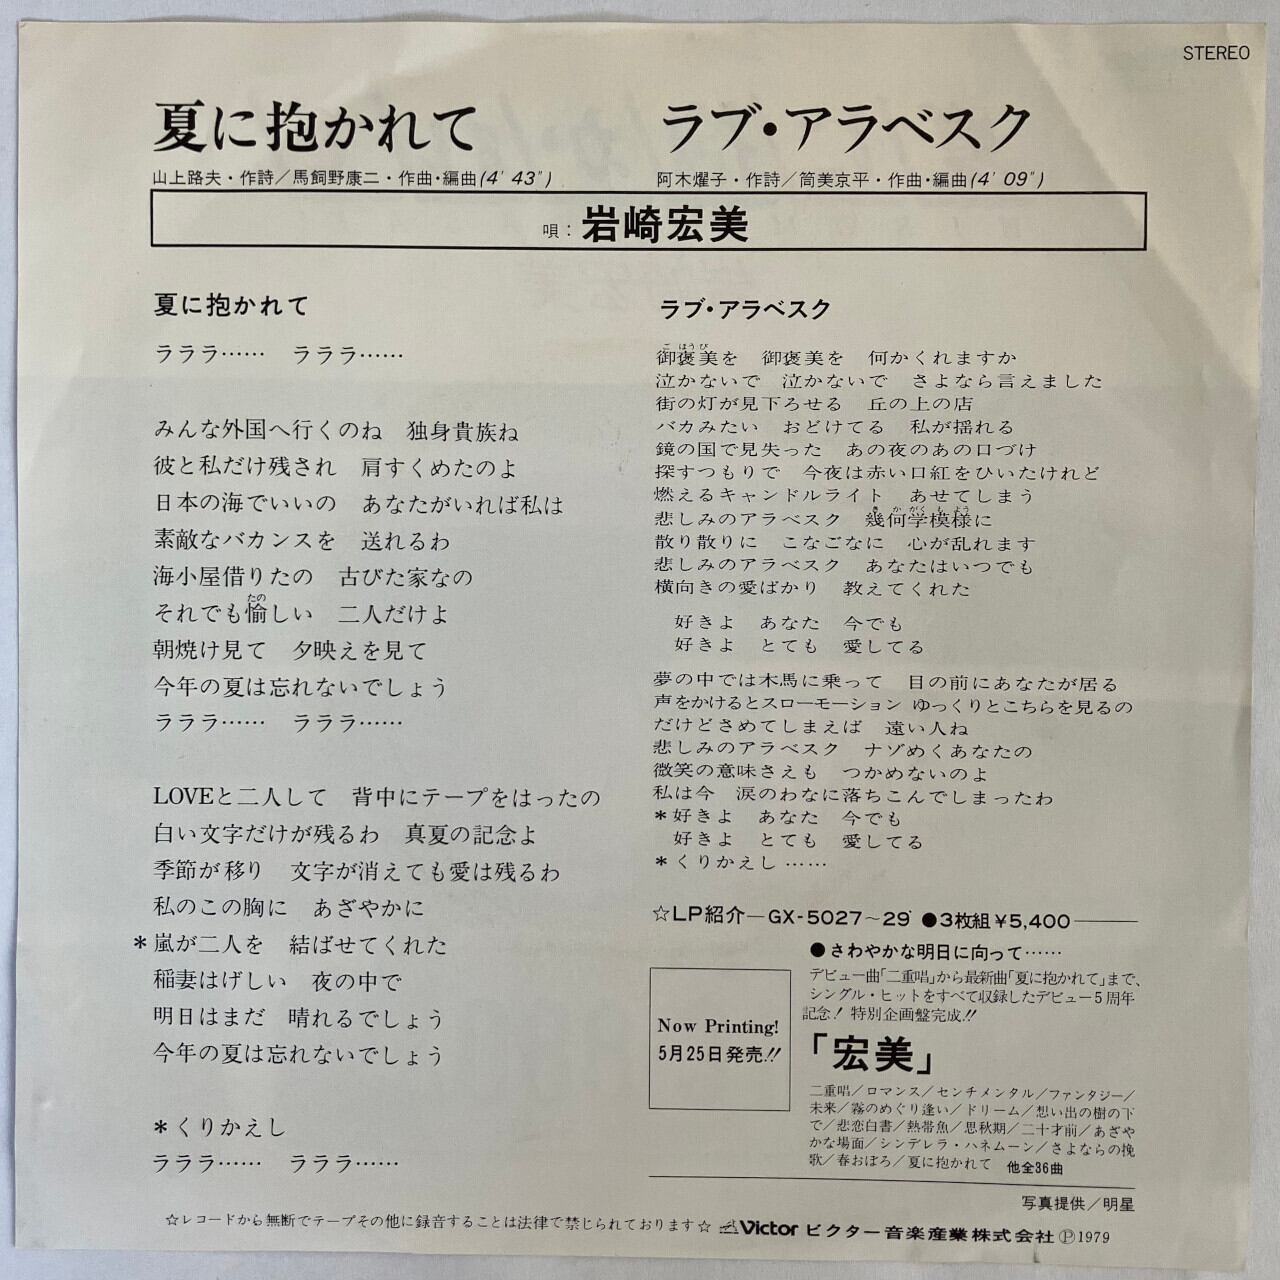 STEREO
夏に抱かれて
山上路夫・作詩／馬飼野康二・作曲・編曲(4' 43")
ラブ・アラベスク
阿木燿子・作詩／筒美京平・作曲・編曲(4' 09")
唄：岩崎宏美
夏に抱かれて
ラララ…… ラララ……
みんな外国へ行くのね 独身貴族ね
彼と私だけ残され 肩すくめたのよ
日本の海でいいの あなたがいれば私は
素敵なバカンスを 送れるわ
海小屋借りたの 古びた家なの
たの
それでも愉しい 二人だけよ
朝焼け見て 夕映えを見て
今年の夏は忘れないでしょう
ラララ…… ラララ……
LOVEと二人して 背中にテープをはったの
白い文字だけが残るわ 真夏の記念よ
季節が移り 文字が消えても愛は残るわ
私のこの胸に あざやかに
＊嵐が二人を 結ばせてくれた
稲妻はげしい 夜の中で
明日はまだ 晴れるでしょう
今年の夏は忘れないでしょう
＊くりかえし
ラララ…… ラララ……
ラブ・アラベスク
ご ほう び
御褒美を 御褒美を 何かくれますか
泣かないで 泣かないで さよなら言えました
街の灯が見下ろせる 丘の上の店
バカみたい おどけてる 私が揺れる
鏡の国で見失った あの夜のあの口づけ
探すつもりで 今夜は赤い口紅をひいたけれど
燃えるキャンドルライト あせてしまう
き か がく も よう
悲しみのアラベスク 幾何学模様に
散り散りに こなごなに 心が乱れます
悲しみのアラベスク あなたはいつでも
横向きの愛ばかり 教えてくれた
好きよ あなた 今でも
好きよ とても 愛してる
夢の中では木馬に乗って 目の前にあなたが居る
声をかけるとスローモーション ゆっくりとこちらを見るの
だけどさめてしまえば 遠い人ね
悲しみのアラベスク ナゾめくあなたの
微笑の意味さえも つかめないのよ
私は今 涙のわなに落ちこんでしまったわ
＊好きよ あなた 今でも
好きよ とても 愛してる
＊くりかえし……
☆LP紹介—GX-5027～29 ●3枚組￥5,400
●さわやかな明日に向って……
デビュー曲「二重唱」から最新曲「夏に抱かれて」まで、
シングル・ヒットをすべて収録したデビュー5周年
記念！特別企画盤完成!!
Now Printing!
5月25日発売!!
「宏美」
二重唱／ロマンス／センチメンタル／ファンタジー／
未来／霧のめぐり逢い／ドリーム／想い出の樹の下
で／悲恋白書／熱帯魚／思秋期／二十才前／あざや
かな場面／シンデレラ・ハネムーン／さよならの挽
歌／春おぼろ／夏に抱かれて 他全36曲
写真提供／明星
☆レコードから無断でテープその他に録音することは法律で禁じられております☆ Victor ビクター音楽産業株式会社Ⓟ1979